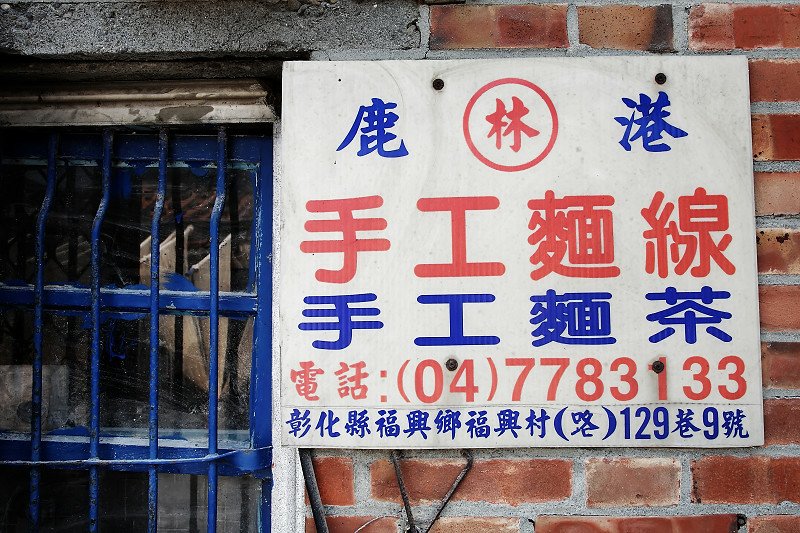 鹿 林 港
手工麵線
手工麵茶
電話:(04)7783133
彰化縣福興鄉福興村(路)129巷9號